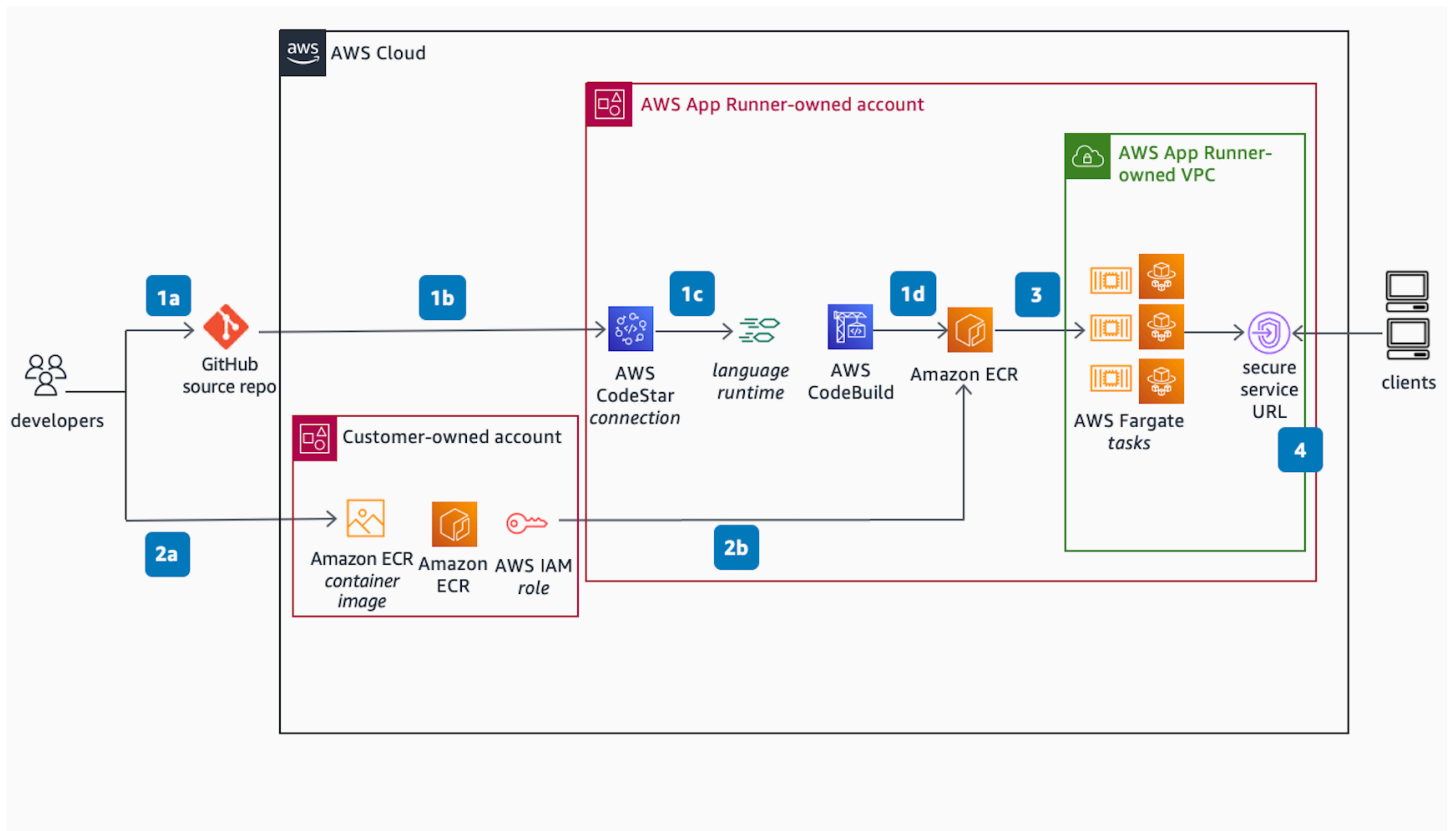 aws
AWS Cloud
AWS App Runner-owned account
AWS App Runner-
owned VPC
1a
1b
1c
1d
3
GitHub
source repo
developers
AWS
CodeStar
connection
language
runtime
AWS
CodeBuild
Amazon ECR
AWS Fargate
tasks
secure
service
URL
clients
4
Customer-owned account
2a
Amazon ECR
container
image
Amazon
ECR
AWS IAM
role
2b